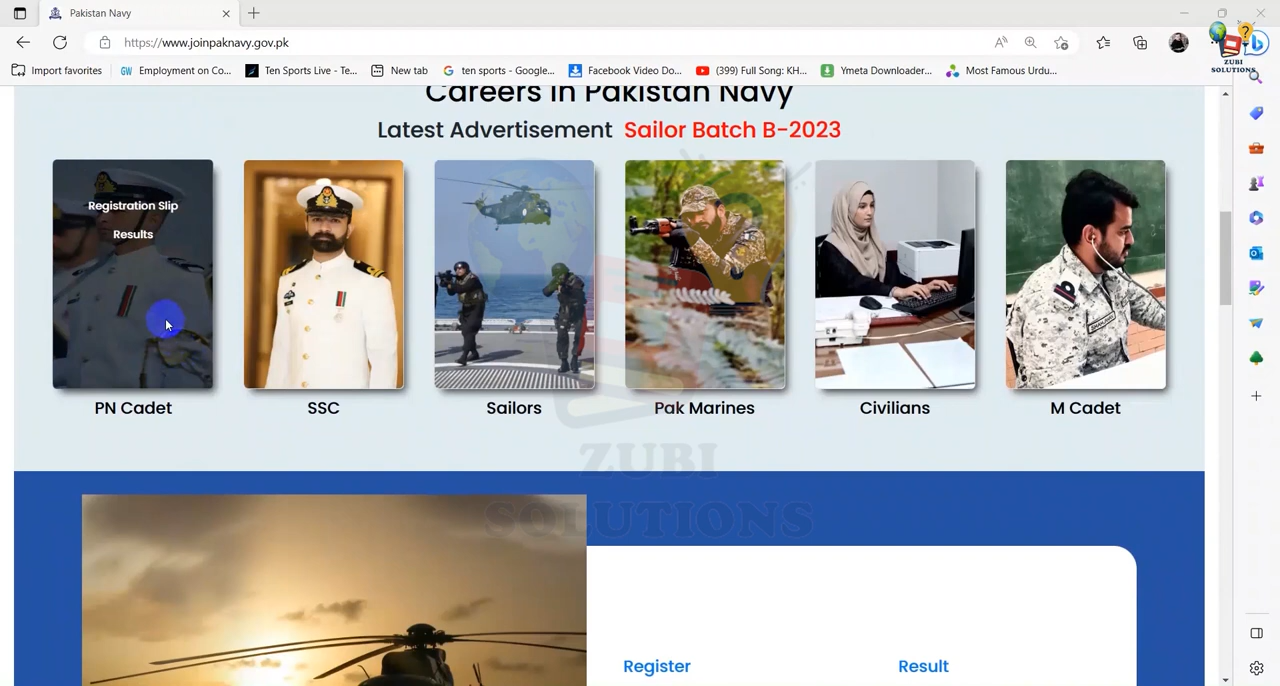 Pakistan Navy
https://www.joinpaknavy.gov.pk
ZUBI
SOLUTIONS
Import favorites
GW Employment on Co...
Ten Sports Live - Te...
New tab
ten sports - Google...
Facebook Video Do...
(399) Full Song: KH...
Ymeta Downloader...
Most Famous Urdu...
Careers in Pakistan Navy
Latest Advertisement Sailor Batch B-2023
Registration Slip
Results
PN Cadet
SSC
Sailors
Pak Marines
Civilians
M Cadet
ZUBI
SOLUTIONS
Register
Result